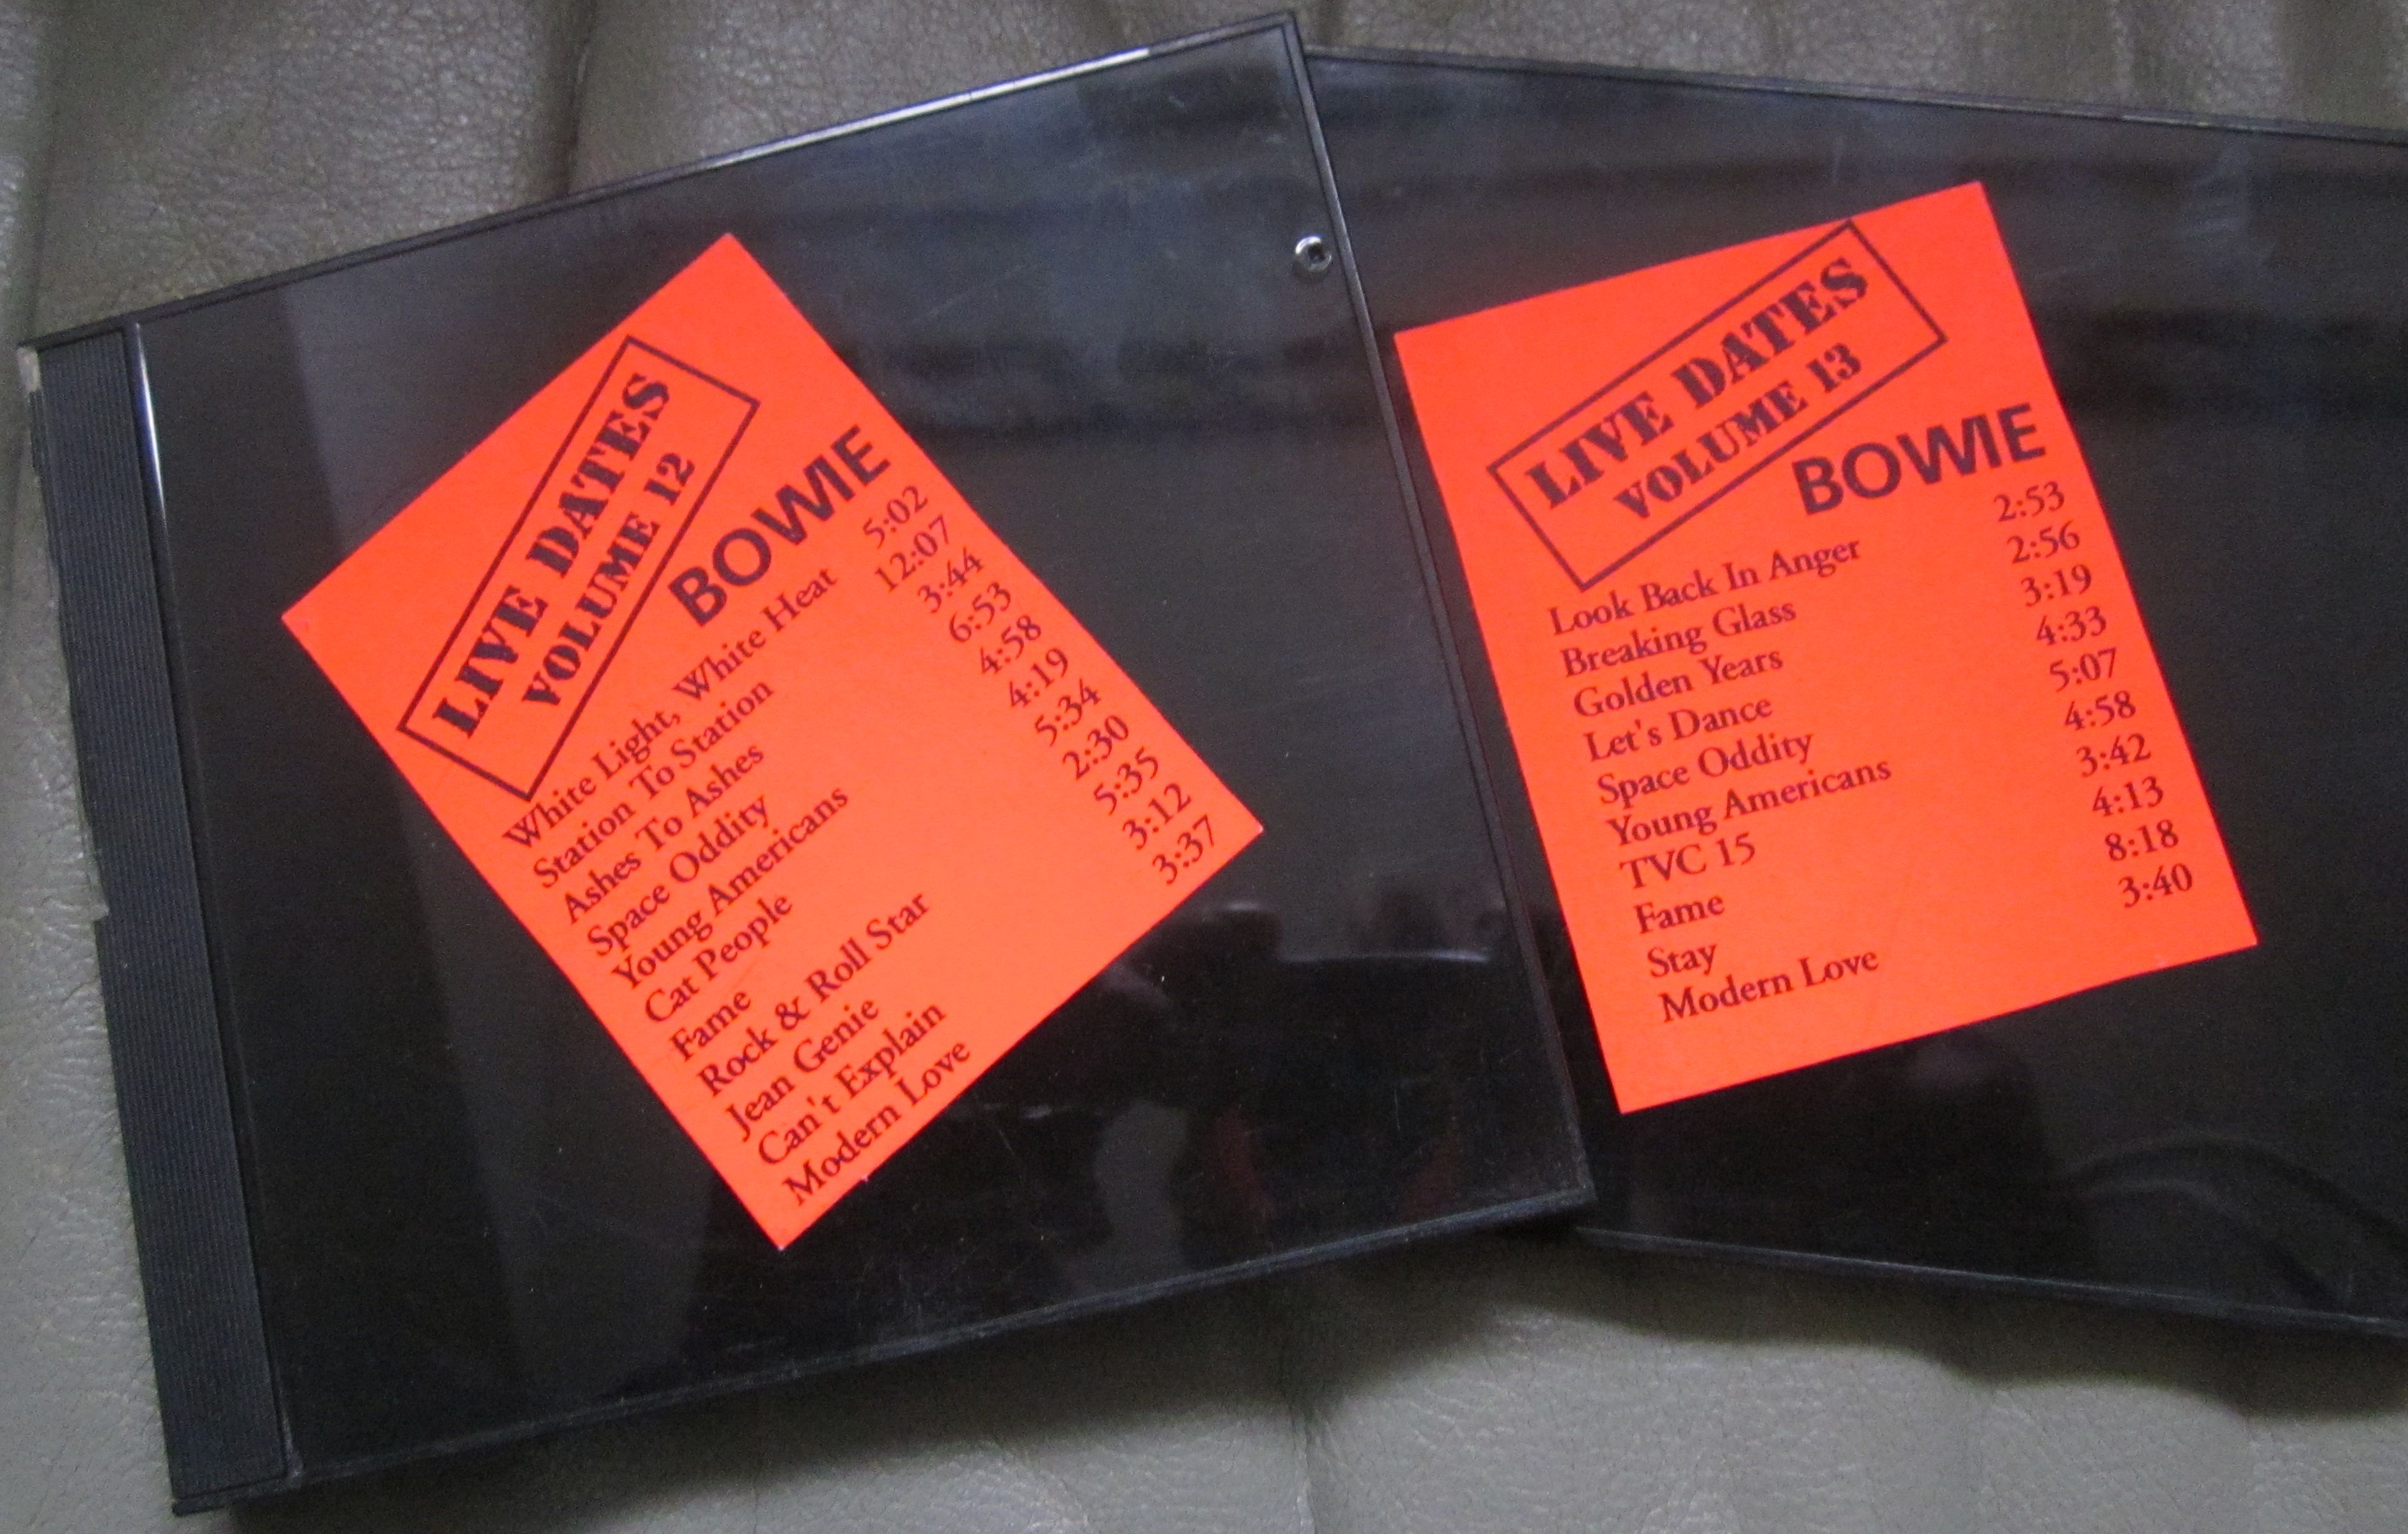 LIVE DATES
VOLUME 12
BOWIE
White Light, White Heat 5:02
Station To Station 12:07
Ashes To Ashes 3:44
Space Oddity 6:53
Young Americans 4:58
Cat People 4:19
Fame 5:34
Rock & Roll Star 2:30
Jean Genie 5:35
Can't Explain 3:12
Modern Love 3:37
LIVE DATES
VOLUME 13
BOWIE
Look Back In Anger 2:53
Breaking Glass 2:56
Golden Years 3:19
Let's Dance 4:33
Space Oddity 5:07
Young Americans 4:58
TVC 15 3:42
Fame 4:13
Stay 8:18
Modern Love 3:40